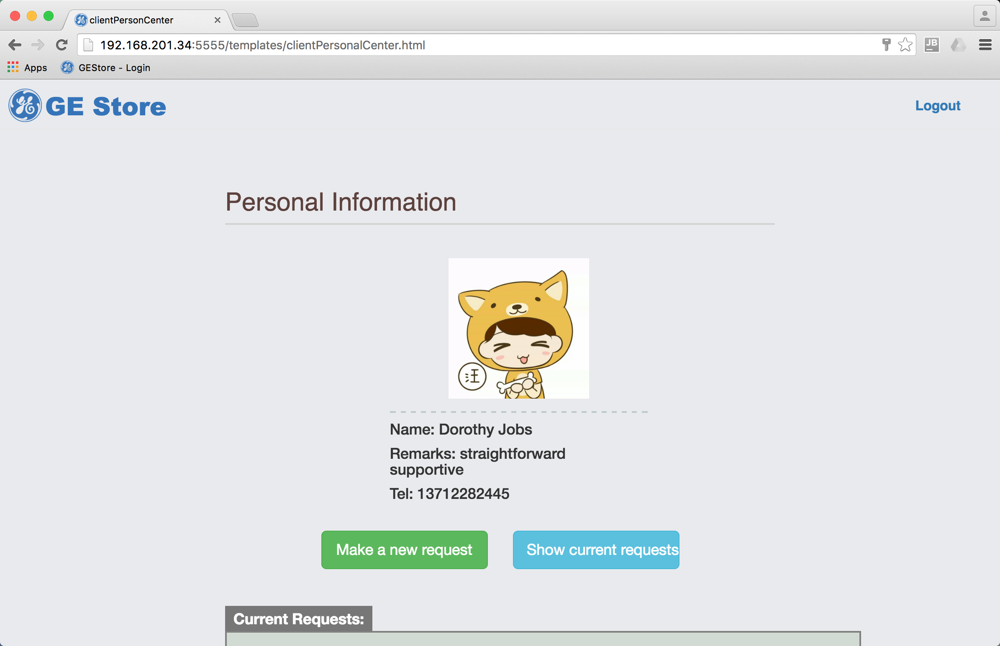 clientPersonCenter
192.168.201.34:5555/templates/clientPersonalCenter.html
JB
Apps
GEStore - Login
GE Store
Logout
Personal Information
汪
Name: Dorothy Jobs
Remarks: straightforward
supportive
Tel: 13712282445
Make a new request
Show current requests
Current Requests: